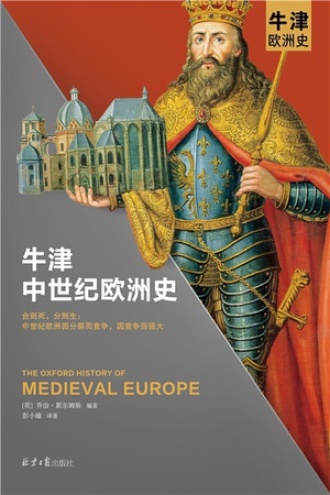 牛津
欧洲史
牛津
中世纪欧洲史
合则死,分则生:
中世纪欧洲因分裂而竞争,因竞争而强大
THE OXFORD HISTORY OF
MEDIEVAL EUROPE
[英] 乔治·霍尔姆斯 编著
彭小瑜 译著
北京日报出版社